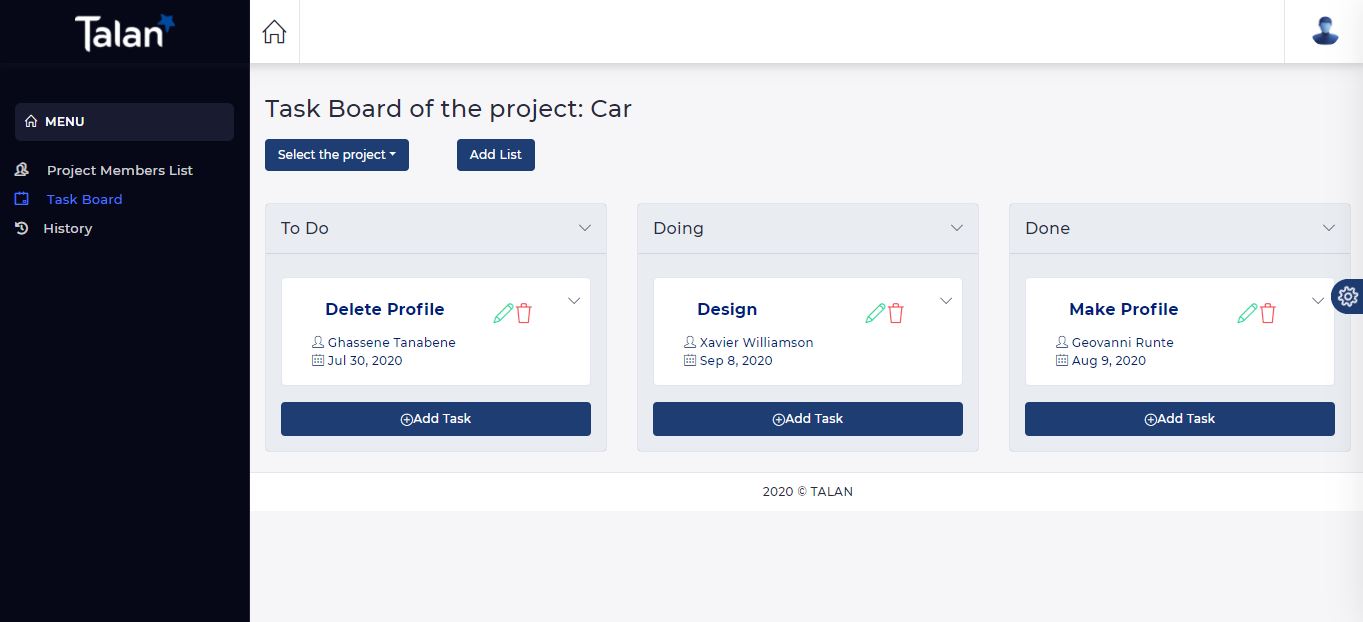 Talan
MENU
Project Members List
Task Board
History
Task Board of the project: Car
Select the project
Add List
To Do
Delete Profile
Ghassene Tanabene
Jul 30, 2020
Add Task
Doing
Design
Xavier Williamson
Sep 8, 2020
Add Task
Done
Make Profile
Geovanni Runte
Aug 9, 2020
Add Task
2020 © TALAN